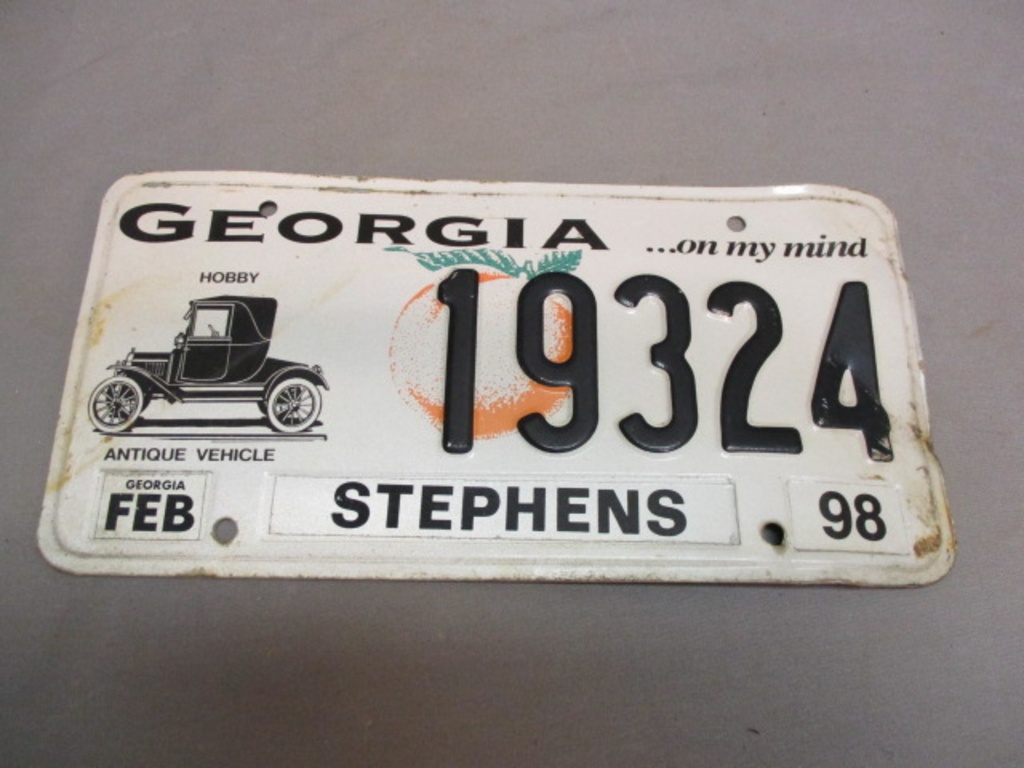 GEORGIA ...on my mind
HOBBY
19324
ANTIQUE VEHICLE
GEORGIA
FEB STEPHENS 98